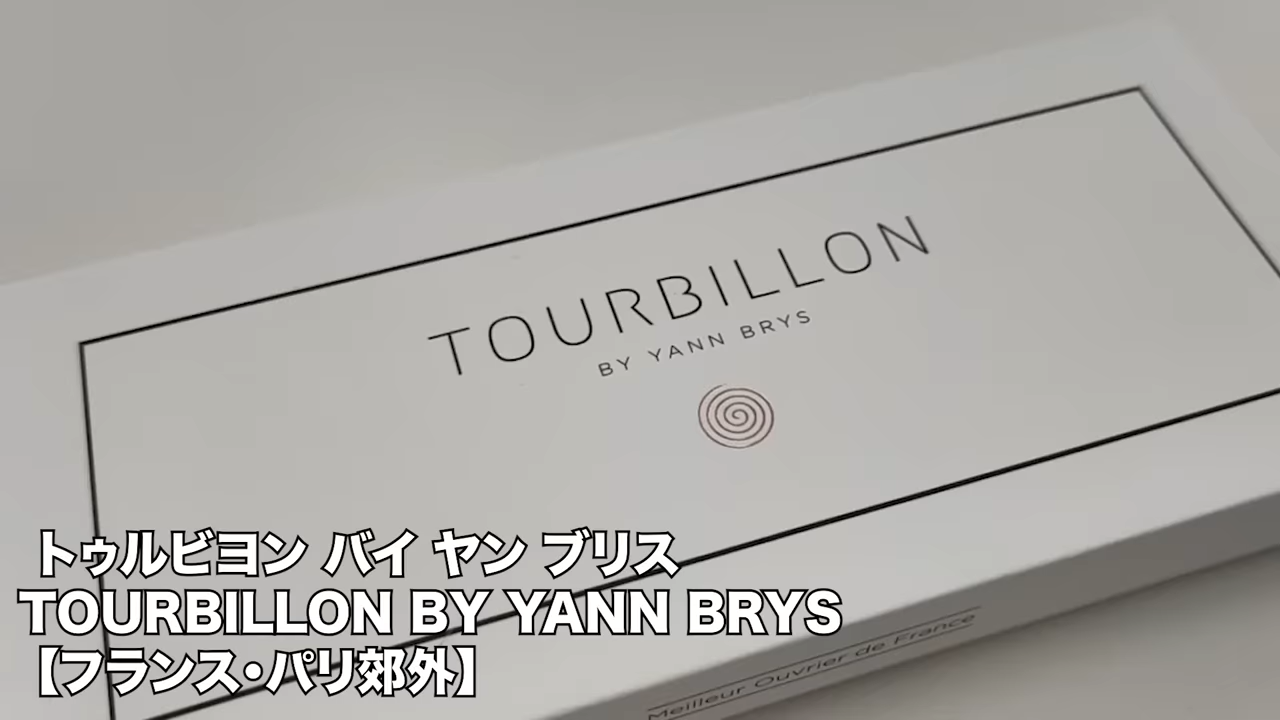 TOURBILLON
BY YANN BRYS
トゥルビヨン バイ ヤン ブリス
TOURBILLON BY YANN BRYS
【フランス・パリ郊外】
Meilleur Ouvrier de France